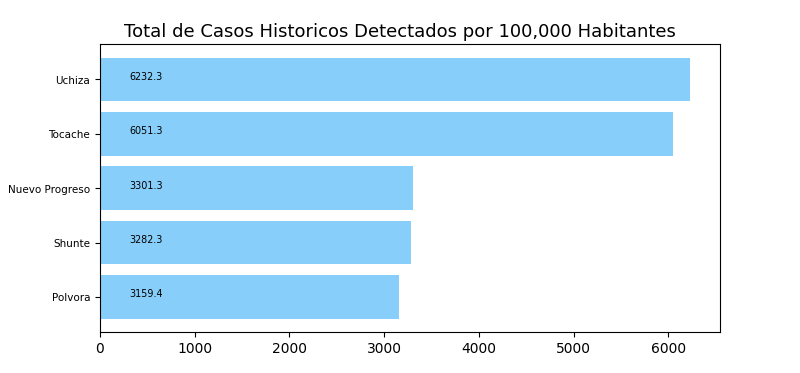 Total de Casos Historicos Detectados por 100,000 Habitantes
Uchiza 6232.3
Tocache 6051.3
Nuevo Progreso 3301.3
Shunte 3282.3
Polvora 3159.4
0 1000 2000 3000 4000 5000 6000